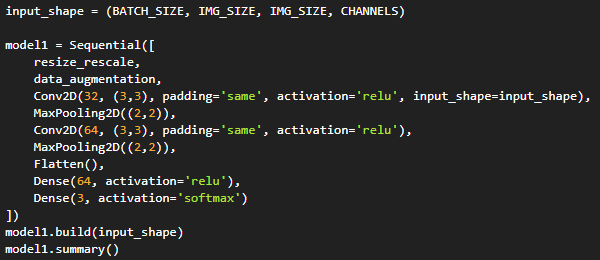 input_shape = (BATCH_SIZE, IMG_SIZE, IMG_SIZE, CHANNELS)

model1 = Sequential([
    resize_rescale,
    data_augmentation,
    Conv2D(32, (3,3), padding='same', activation='relu', input_shape=input_shape),
    MaxPooling2D((2,2)),
    Conv2D(64, (3,3), padding='same', activation='relu'),
    MaxPooling2D((2,2)),
    Flatten(),
    Dense(64, activation='relu'),
    Dense(3, activation='softmax')
])
model1.build(input_shape)
model1.summary()